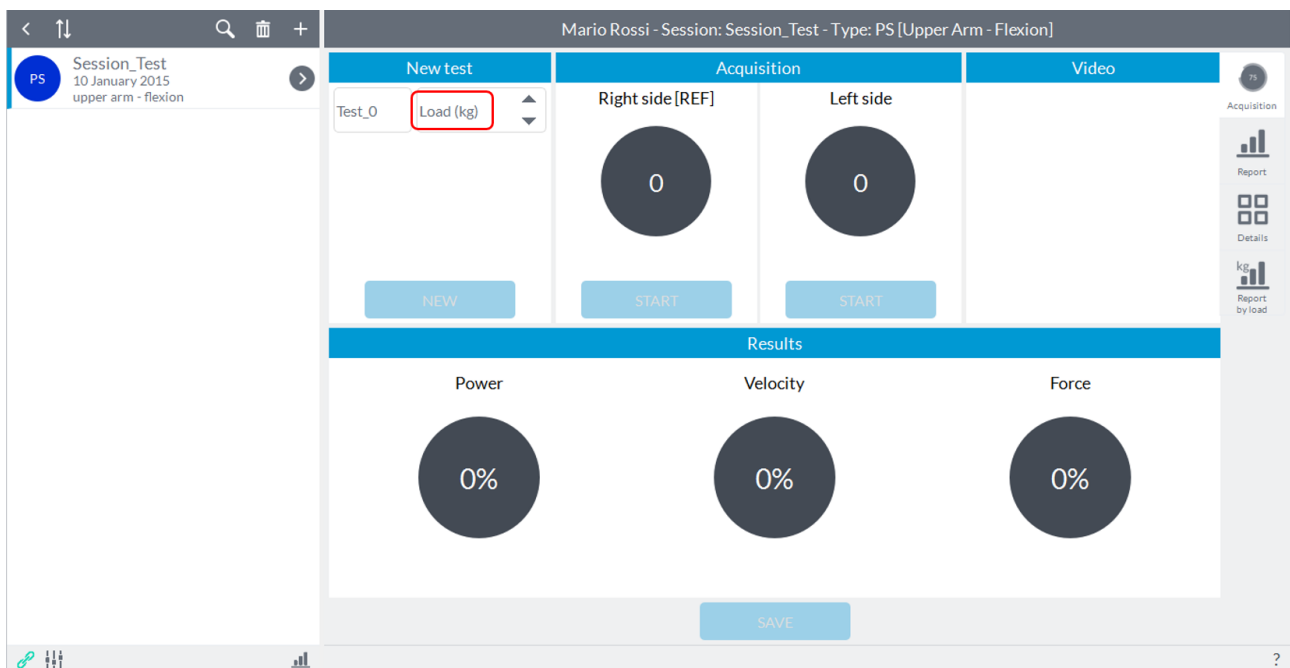 Mario Rossi - Session: Session_Test - Type: PS [Upper Arm - Flexion]
PS
Session_Test
10 January 2015
upper arm - flexion
New test
Acquisition
Video
Test_0
Load (kg)
Right side [REF]
Left side
0
0
NEW
START
START
Results
Power
Velocity
Force
0%
0%
0%
SAVE
75
Acquisition
Report
Details
kg
Report
by load
?